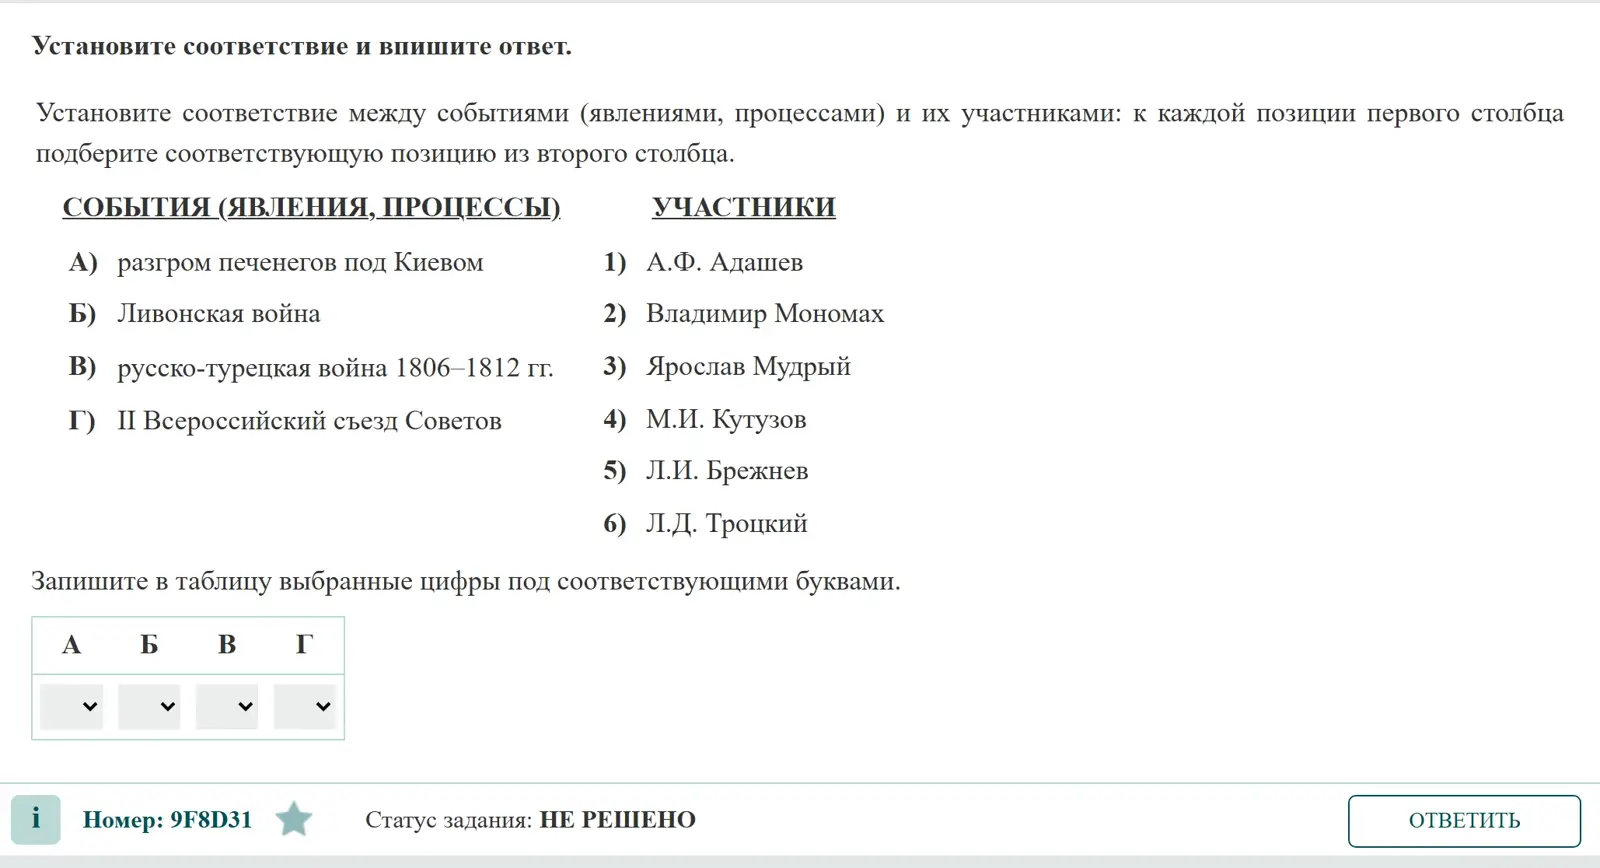 Установите соответствие и впишите ответ.
Установите соответствие между событиями (явлениями, процессами) и их участниками: к каждой позиции первого столбца
подберите соответствующую позицию из второго столбца.
СОБЫТИЯ (ЯВЛЕНИЯ, ПРОЦЕССЫ) УЧАСТНИКИ
А) разгром печенегов под Киевом 1) А.Ф. Адашев
Б) Ливонская война 2) Владимир Мономах
В) русско-турецкая война 1806–1812 гг. 3) Ярослав Мудрый
Г) II Всероссийский съезд Советов 4) М.И. Кутузов
5) Л.И. Брежнев
6) Л.Д. Троцкий
Запишите в таблицу выбранные цифры под соответствующими буквами.
А Б В Г
i Номер: 9F8D31 Статус задания: НЕ РЕШЕНО ОТВЕТИТЬ